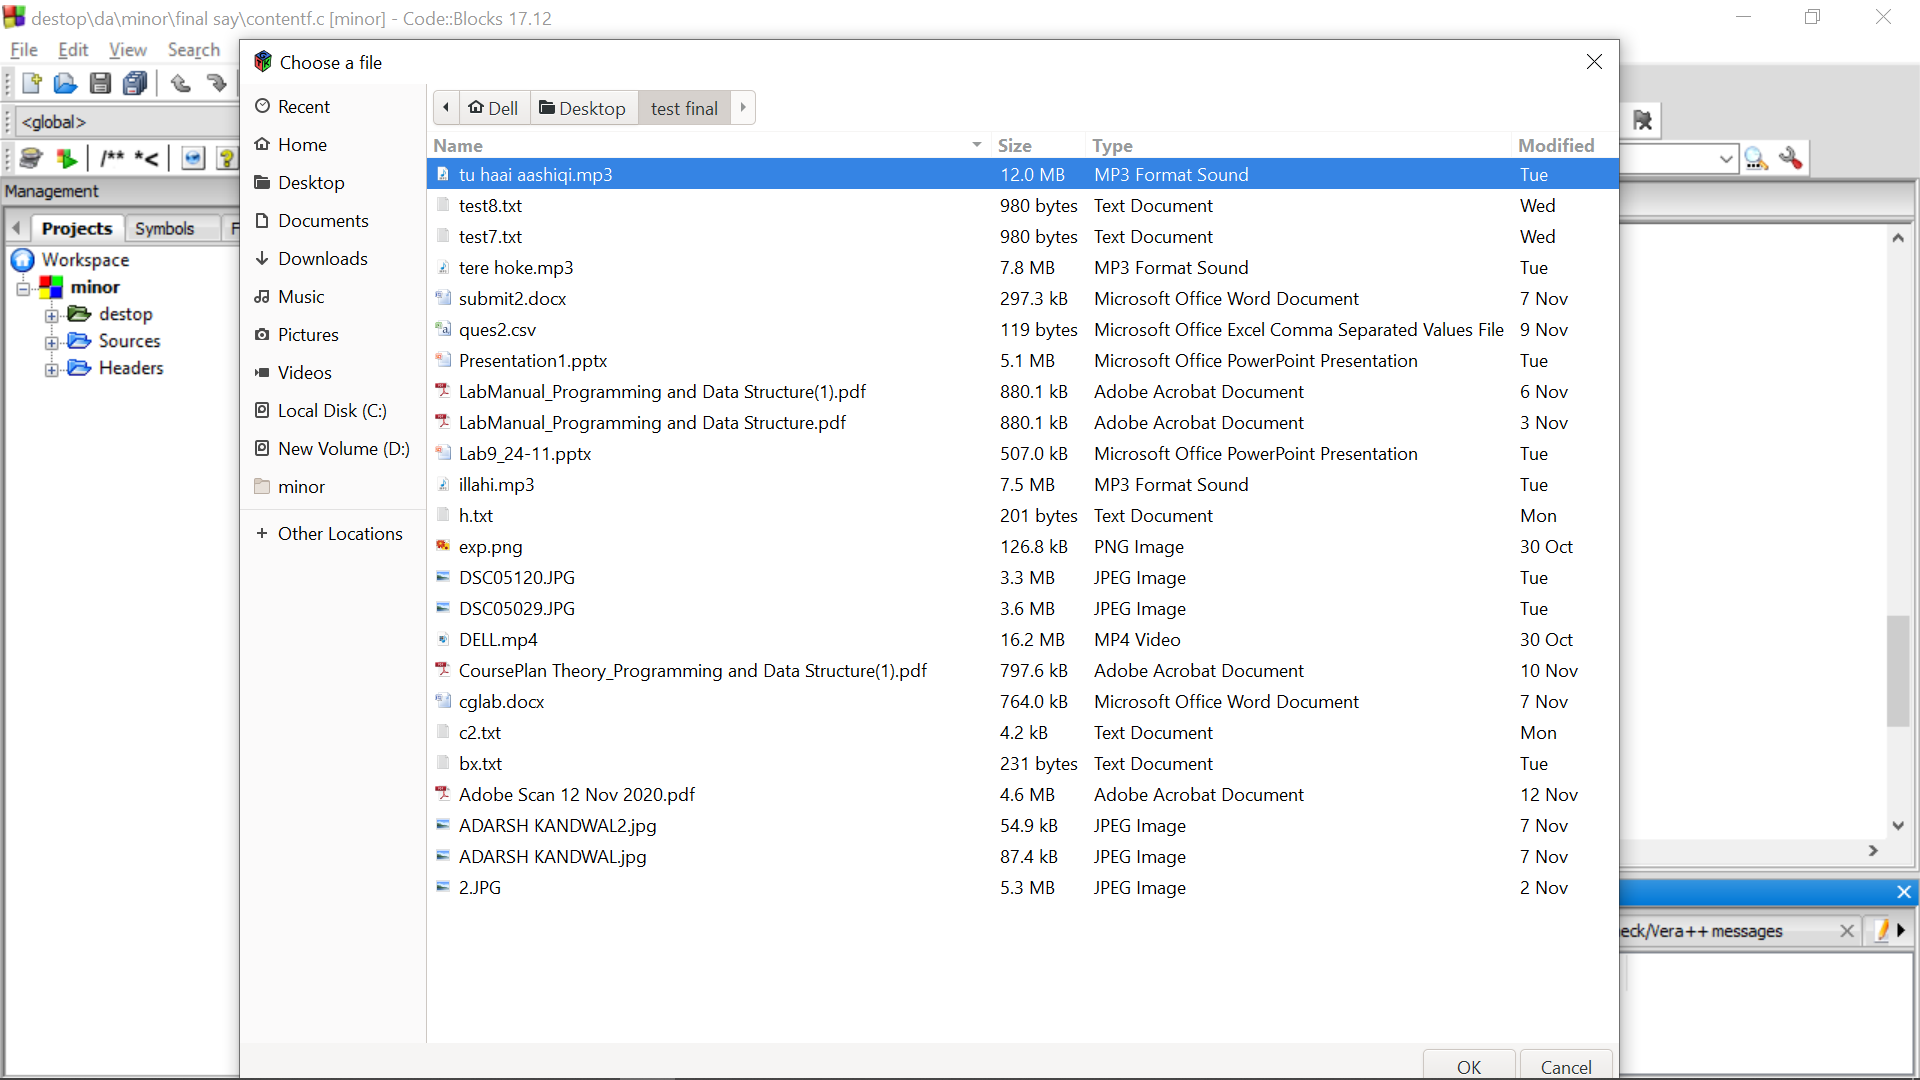 destop\da\minor\final say\contentf.c [minor] - Code::Blocks 17.12
File Edit View Search
<global>
/** *<
Management
Projects Symbols F
Workspace
minor
destop
Sources
Headers
Choose a file
Recent
Home
Desktop
Documents
Downloads
Music
Pictures
Videos
Local Disk (C:)
New Volume (D:)
minor
+ Other Locations
Dell Desktop test final
Name Size Type Modified
tu haai aashiqi.mp3 12.0 MB MP3 Format Sound Tue
test8.txt 980 bytes Text Document Wed
test7.txt 980 bytes Text Document Wed
tere hoke.mp3 7.8 MB MP3 Format Sound Tue
submit2.docx 297.3 kB Microsoft Office Word Document 7 Nov
ques2.csv 119 bytes Microsoft Office Excel Comma Separated Values File 9 Nov
Presentation1.pptx 5.1 MB Microsoft Office PowerPoint Presentation Tue
LabManual_Programming and Data Structure(1).pdf 880.1 kB Adobe Acrobat Document 6 Nov
LabManual_Programming and Data Structure.pdf 880.1 kB Adobe Acrobat Document 3 Nov
Lab9_24-11.pptx 507.0 kB Microsoft Office PowerPoint Presentation Tue
illahi.mp3 7.5 MB MP3 Format Sound Tue
h.txt 201 bytes Text Document Mon
exp.png 126.8 kB PNG Image 30 Oct
DSC05120.JPG 3.3 MB JPEG Image Tue
DSC05029.JPG 3.6 MB JPEG Image Tue
DELL.mp4 16.2 MB MP4 Video 30 Oct
CoursePlan Theory_Programming and Data Structure(1).pdf 797.6 kB Adobe Acrobat Document 10 Nov
cglab.docx 764.0 kB Microsoft Office Word Document 7 Nov
c2.txt 4.2 kB Text Document Mon
bx.txt 231 bytes Text Document Tue
Adobe Scan 12 Nov 2020.pdf 4.6 MB Adobe Acrobat Document 12 Nov
ADARSH KANDWAL2.jpg 54.9 kB JPEG Image 7 Nov
ADARSH KANDWAL.jpg 87.4 kB JPEG Image 7 Nov
2.JPG 5.3 MB JPEG Image 2 Nov
eck/Vera++ messages
OK Cancel